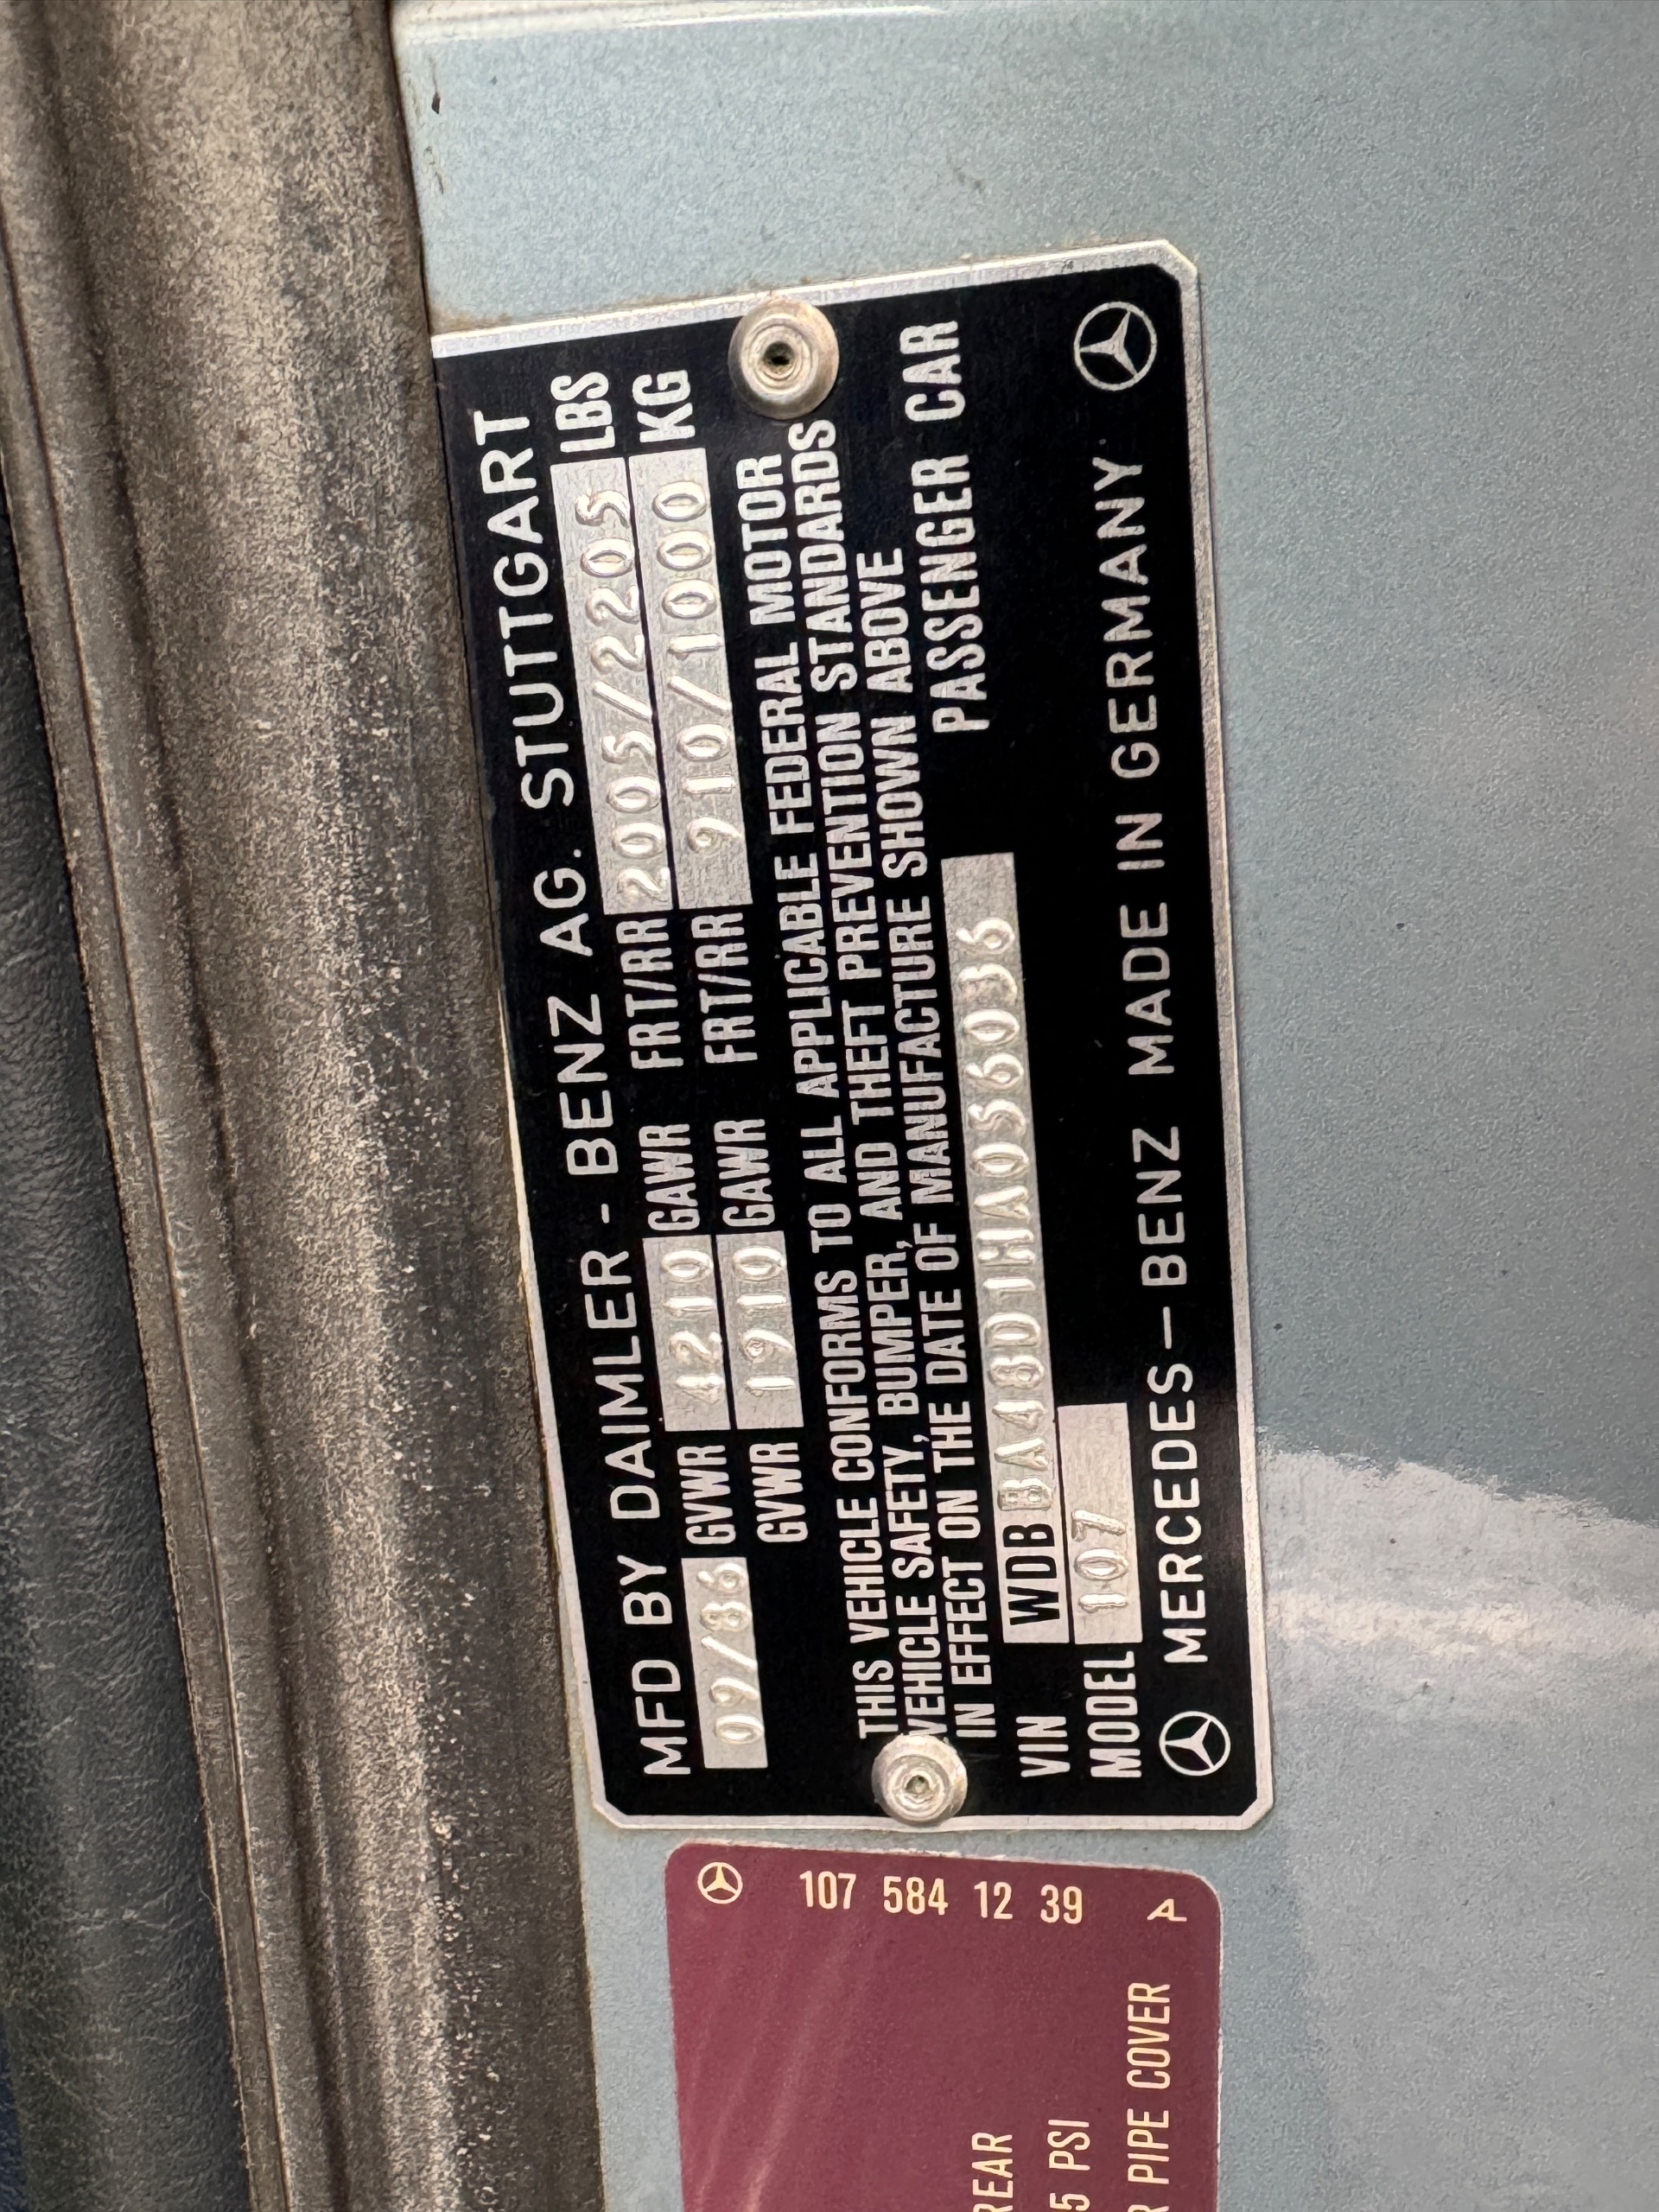 MFD BY DAIMLER - BENZ AG. STUTTGART
09/86 GVWR 4210 GAWR FRT/RR 2005/2205 LBS
GVWR 1910 GAWR FRT/RR 910/1000 KG
THIS VEHICLE CONFORMS TO ALL APPLICABLE FEDERAL MOTOR
VEHICLE SAFETY, BUMPER, AND THEFT PREVENTION STANDARDS
IN EFFECT ON THE DATE OF MANUFACTURE SHOWN ABOVE
VIN WDB BA48D1HA056036 PASSENGER CAR
MODEL 107
MERCEDES-BENZ MADE IN GERMANY
107 584 12 39 A
REAR
5 PSI
R PIPE COVER